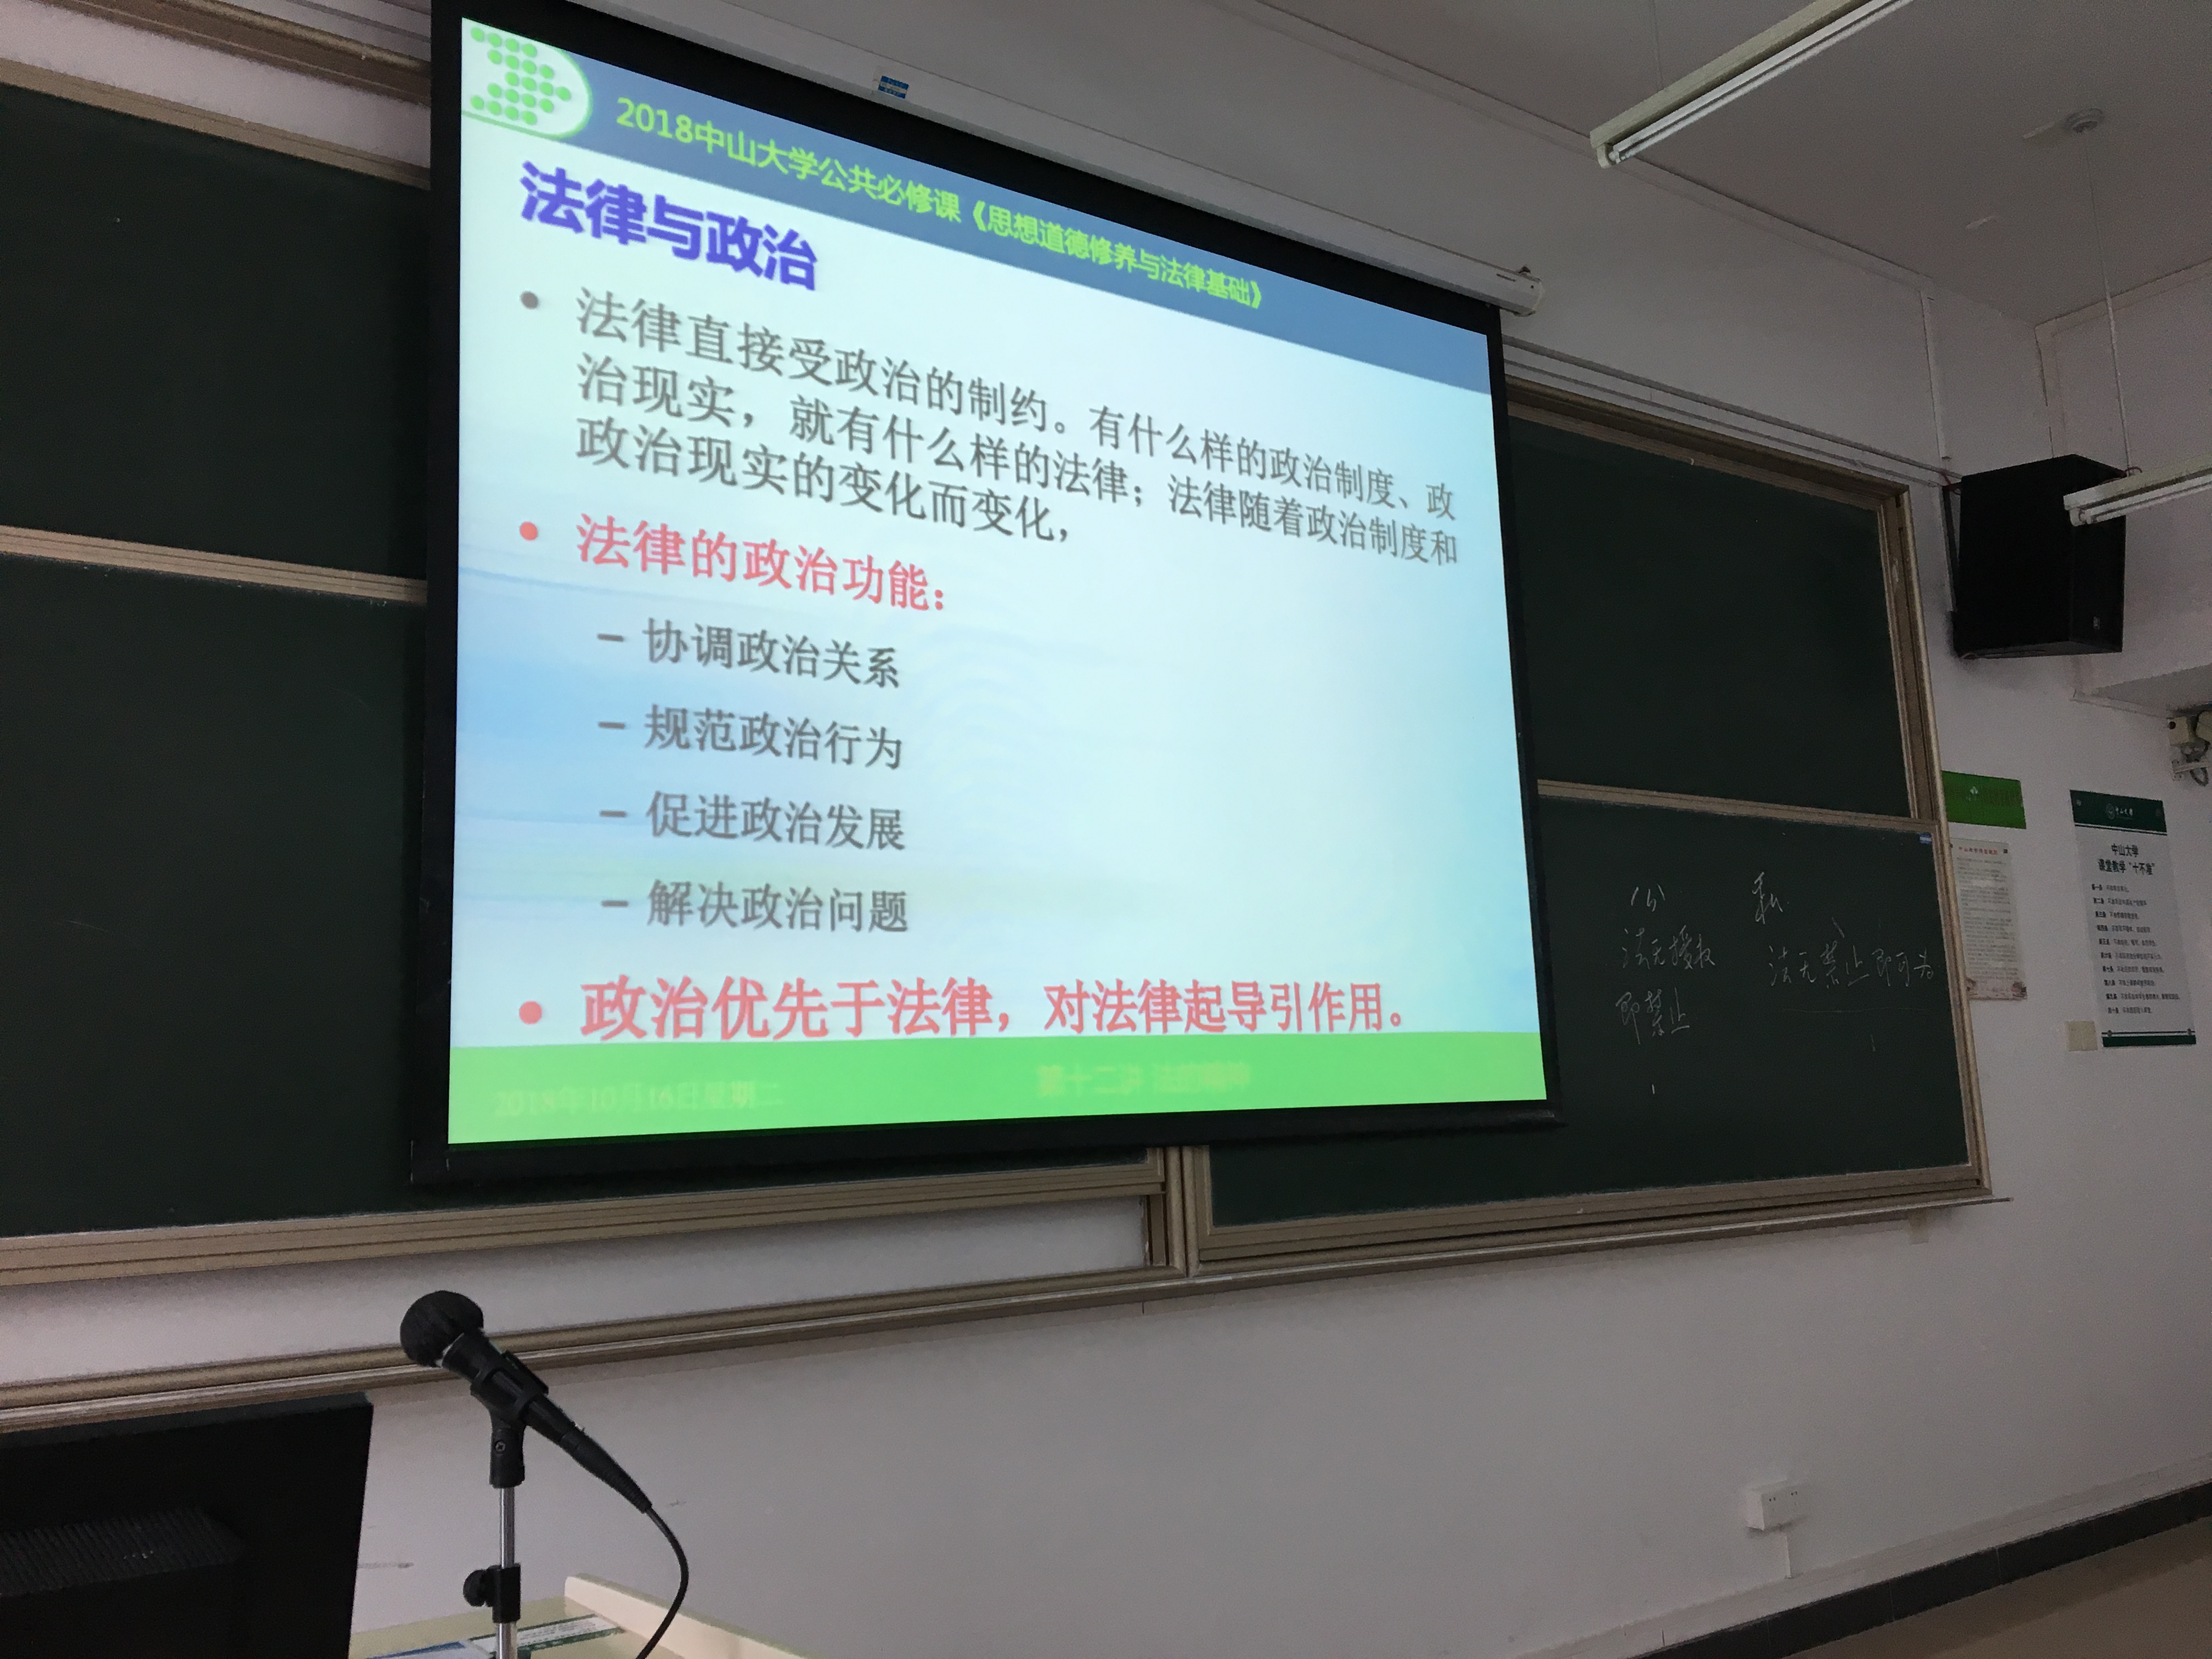 2018中山大学公共必修课《思想道德修养与法律基础》
法律与政治
• 法律直接受政治的制约。有什么样的政治制度、政
治现实，就有什么样的法律；法律随着政治制度和
政治现实的变化而变化，
• 法律的政治功能：
– 协调政治关系
– 规范政治行为
– 促进政治发展
– 解决政治问题
• 政治优先于法律，对法律起导引作用。
2018年10月16日星期二
第十二讲
公
法无授权
即禁止
私
法无禁止即可为
中山大学
中山大学
课堂教学“十不准”